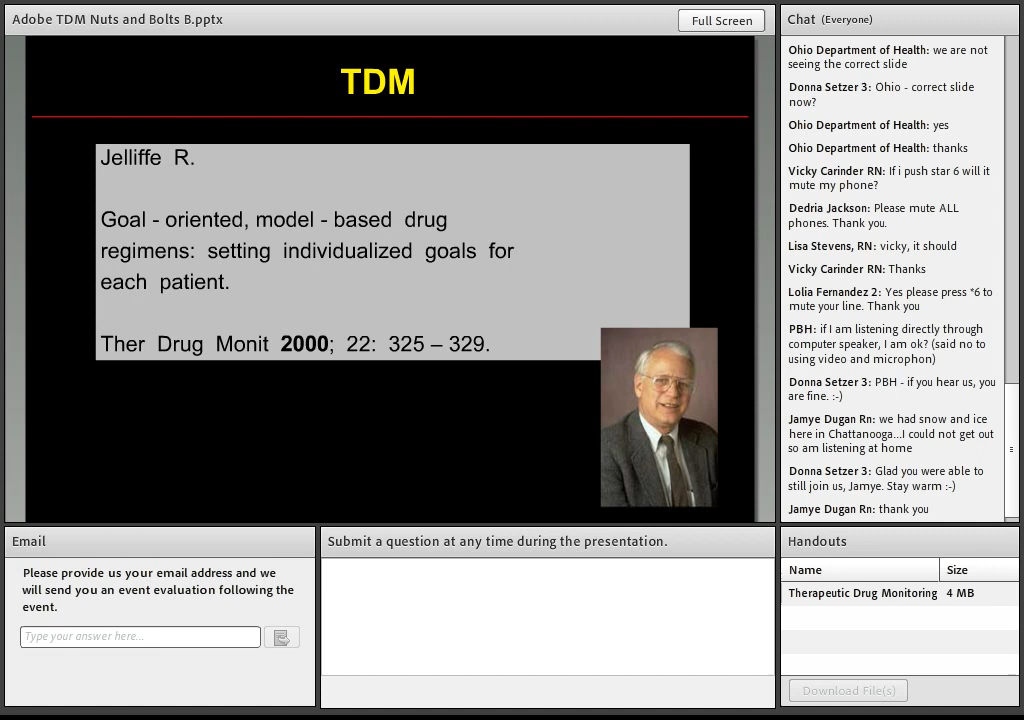 Adobe TDM Nuts and Bolts B.pptx
Full Screen
TDM
Jelliffe R.
Goal - oriented, model - based drug
regimens: setting individualized goals for
each patient.
Ther Drug Monit 2000; 22: 325 – 329.
Chat (Everyone)
Ohio Department of Health: we are not
seeing the correct slide
Donna Setzer 3: Ohio - correct slide
now?
Ohio Department of Health: yes
Ohio Department of Health: thanks
Vicky Carinder RN: If i push star 6 will it
mute my phone?
Dedria Jackson: Please mute ALL
phones. Thank you.
Lisa Stevens, RN: vicky, it should
Vicky Carinder RN: Thanks
Lolia Fernandez 2: Yes please press *6 to
mute your line. Thank you
PBH: if I am listening directly through
computer speaker, I am ok? (said no to
using video and microphon)
Donna Setzer 3: PBH - if you hear us, you
are fine. :-)
Jamye Dugan Rn: we had snow and ice
here in Chattanooga...I could not get out
so am listening at home
Donna Setzer 3: Glad you were able to
still join us, Jamye. Stay warm :-)
Jamye Dugan Rn: thank you
Email
Please provide us your email address and we
will send you an event evaluation following the
event.
Type your answer here...
Submit a question at any time during the presentation.
Handouts
Name Size
Therapeutic Drug Monitoring 4 MB
Download File(s)